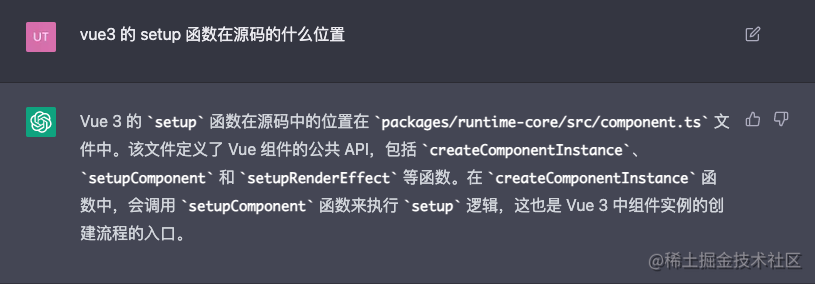 UT
vue3 的 setup 函数在源码的什么位置
Vue 3 的 `setup` 函数在源码中的位置在 `packages/runtime-core/src/component.ts` 文
件中。该文件定义了 Vue 组件的公共 API，包括 `createComponentInstance`、
`setupComponent` 和 `setupRenderEffect` 等函数。在 `createComponentInstance` 函
数中，会调用 `setupComponent` 函数来执行 `setup` 逻辑，这也是 Vue 3 中组件实例的创
建流程的入口。
@稀土掘金技术社区